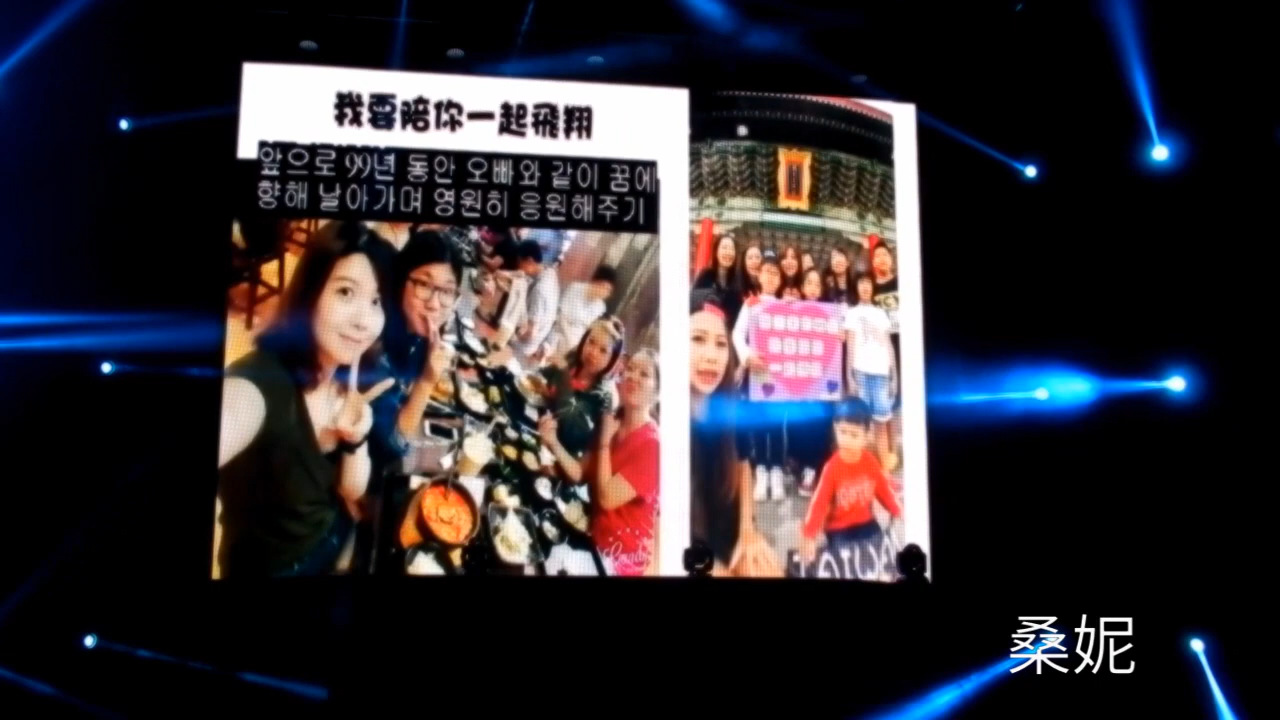 我要陪你一起飛翔
앞으로 99년 동안 오빠와 같이 꿈에
향해 날아가며 영원히 응원해주기
TAIWA
桑妮